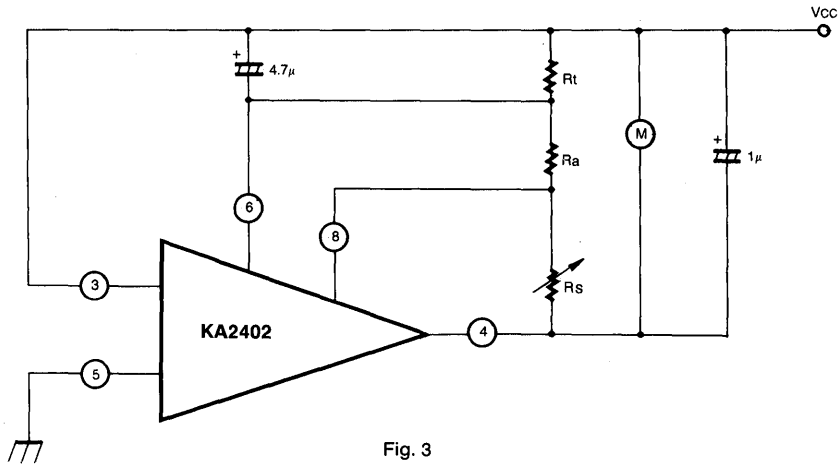 Vcc
+
4.7μ
Rt
M
+
1μ
Ra
6
8
3
Rs
KA2402
4
5
Fig. 3